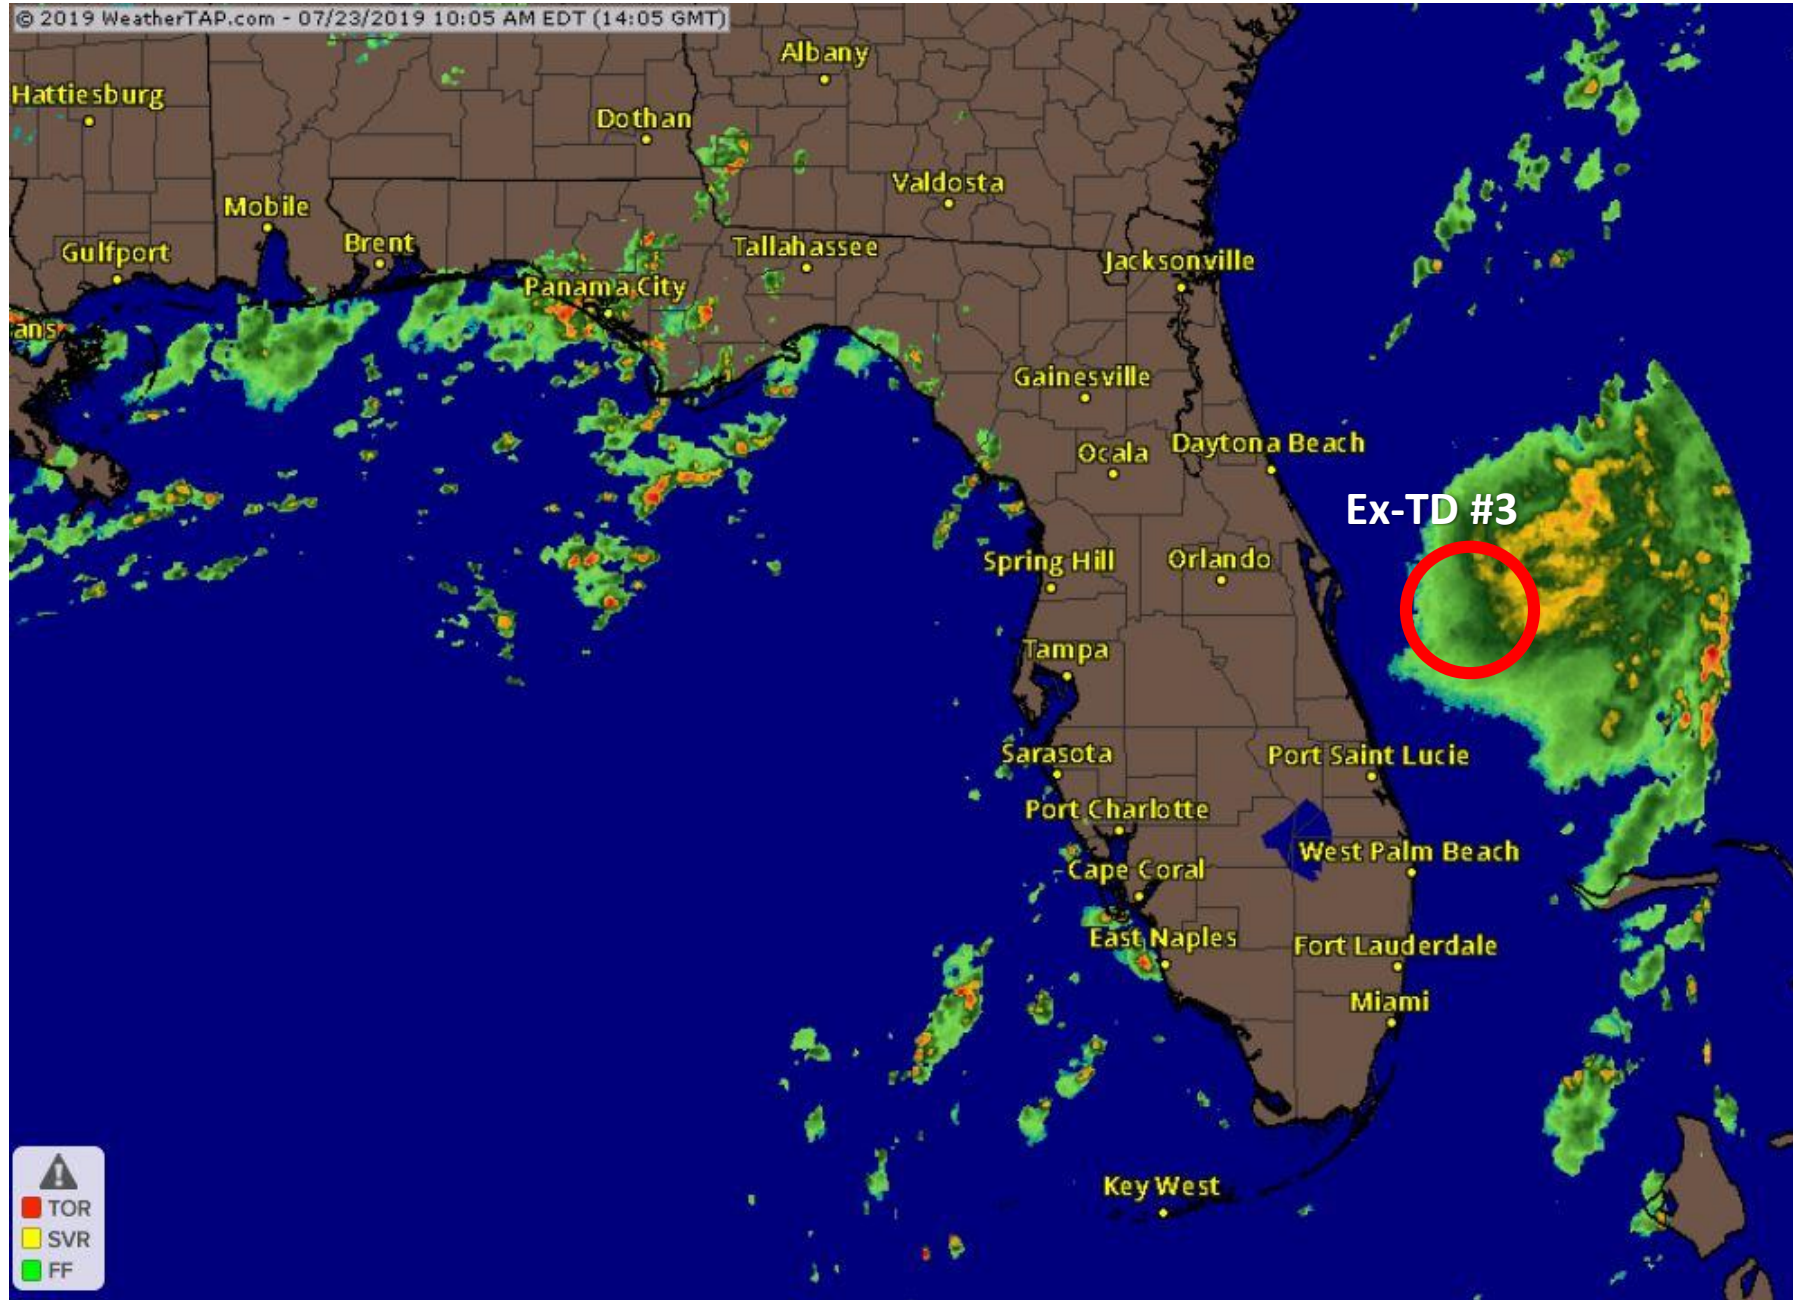 © 2019 WeatherTAP.com - 07/23/2019 10:05 AM EDT (14:05 GMT)
Albany
Hattiesburg
Dothan
Valdosta
Mobile
Brent
Tallahassee
Gulfport
Jacksonville
Panama City
ans
Gainesville
Daytona Beach
Ocala
Ex-TD #3
Spring Hill
Orlando
Tampa
Sarasota
Port Saint Lucie
Port Charlotte
West Palm Beach
Cape Coral
East Naples
Fort Lauderdale
Miami
Key West
TOR
SVR
FF